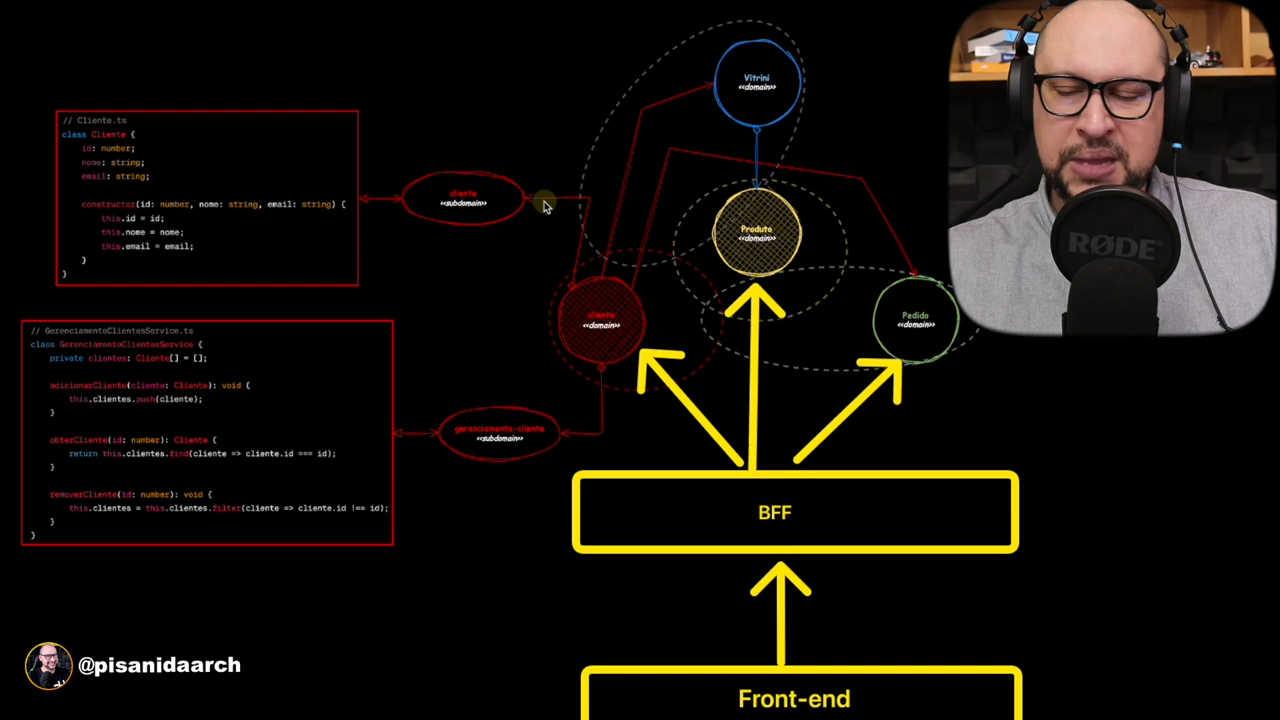 // Cliente.ts
class Cliente {
id: number;
nome: string;
email: string;
constructor(id: number, nome: string, email: string) {
this.id = id;
this.nome = nome;
this.email = email;
}
}
cliente
<<subdomain>>
Vitrini
<<domain>>
Produto
<<domain>>
cliente
<<domain>>
Pedido
<<domain>>
RØDE
// GerenciamentoClientesService.ts
class GerenciamentoClientesService {
private clientes: Cliente[] = [];
adicionarCliente(cliente: Cliente): void {
this.clientes.push(cliente);
}
obterCliente(id: number): Cliente {
return this.clientes.find(cliente => cliente.id === id);
}
removerCliente(id: number): void {
this.clientes = this.clientes.filter(cliente => cliente.id !== id);
}
}
gerenciamento-cliente
<<subdomain>>
BFF
Front-end
@pisanidaarch